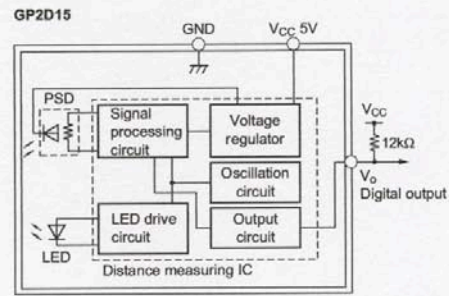 GP2D15
GND
VCC 5V
PSD
Signal
processing
circuit
Voltage
regulator
VCC
12kΩ
Oscillation
circuit
Vo
Digital output
LED drive
circuit
Output
circuit
LED
Distance measuring IC